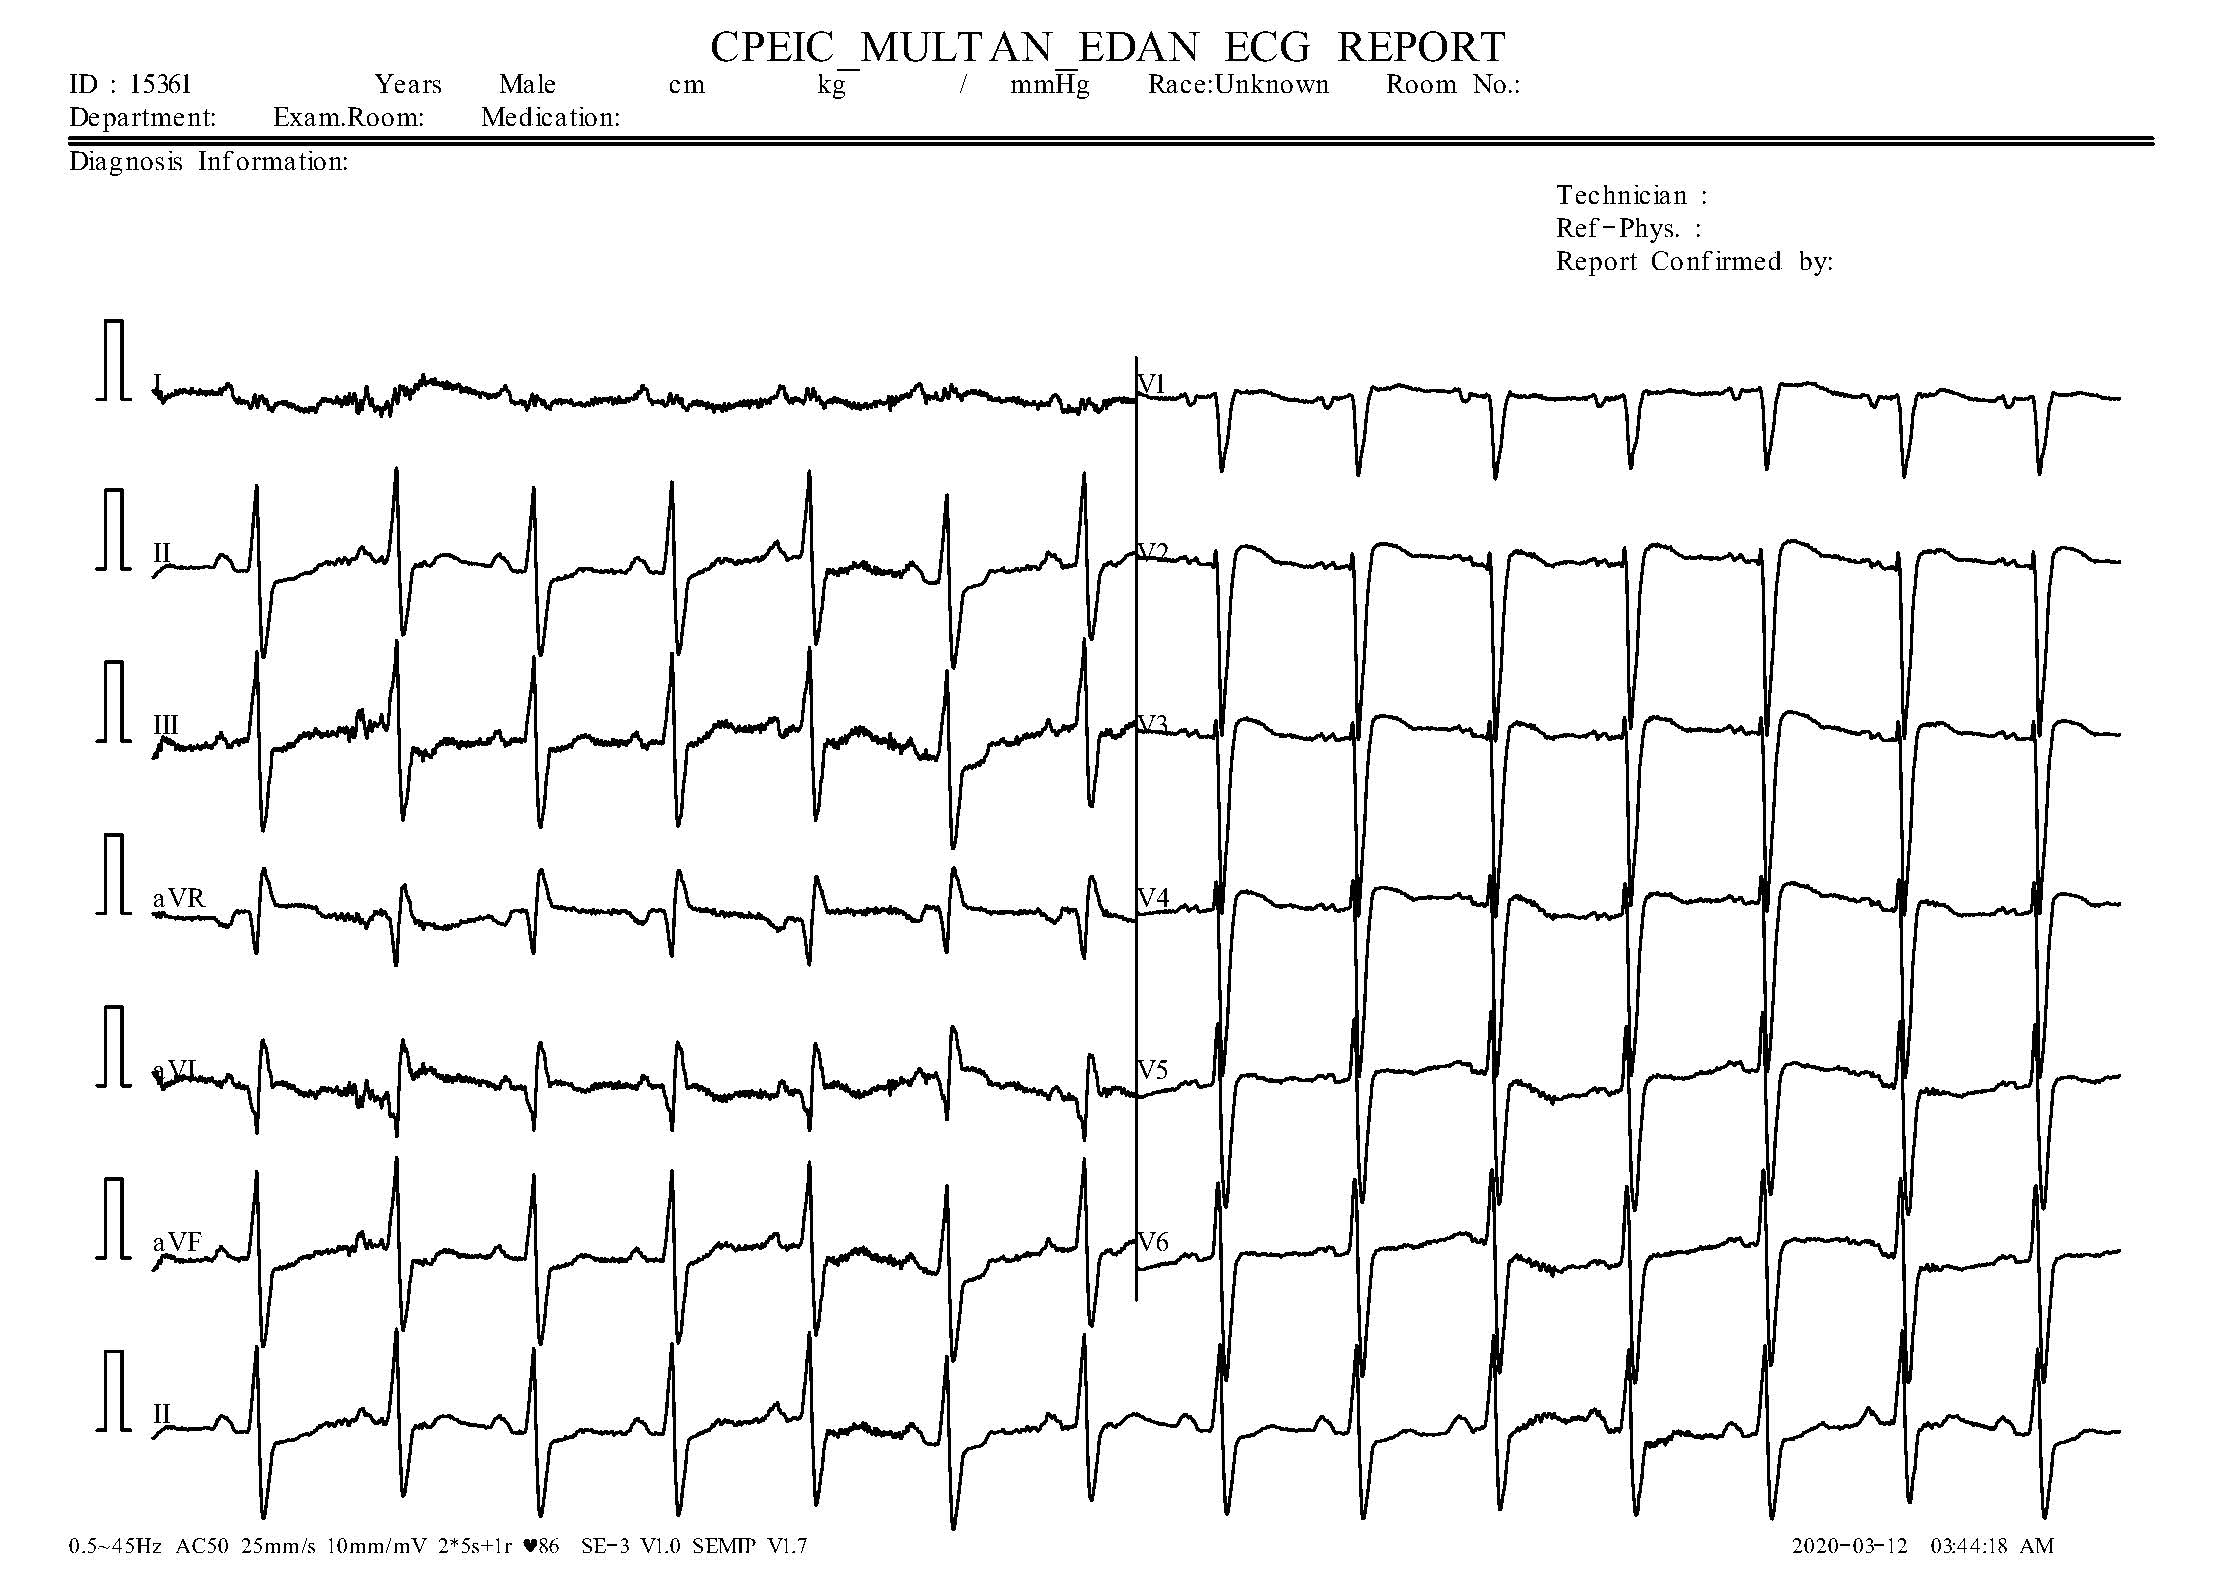 CPEIC_MULTAN_EDAN ECG REPORT
ID : 15361 Years Male cm kg / mmHg Race:Unknown Room No.:
Department: Exam.Room: Medication:
Diagnosis Information:
Technician :
Ref-Phys. :
Report Confirmed by:
I
V1
II
V2
III
V3
aVR
V4
aVL
V5
aVF
V6
II
0.5~45Hz AC50 25mm/s 10mm/mV 2*5s+1r ♥86 SE-3 V1.0 SEMIP V1.7
2020-03-12 03:44:18 AM